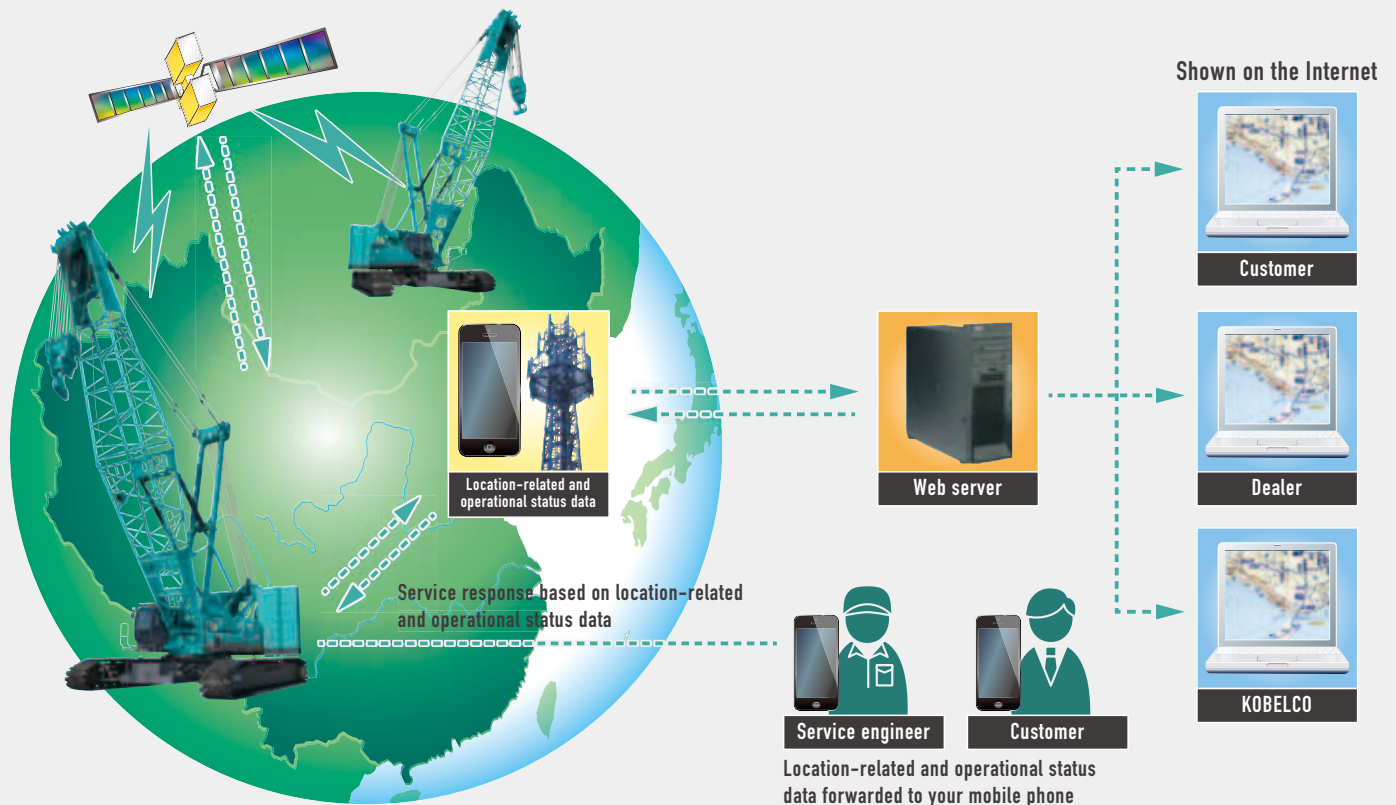 Shown on the Internet
Customer
Location-related and
operational status data
Web server
Dealer
Service response based on location-related
and operational status data
KOBELCO
Service engineer
Customer
Location-related and operational status
data forwarded to your mobile phone